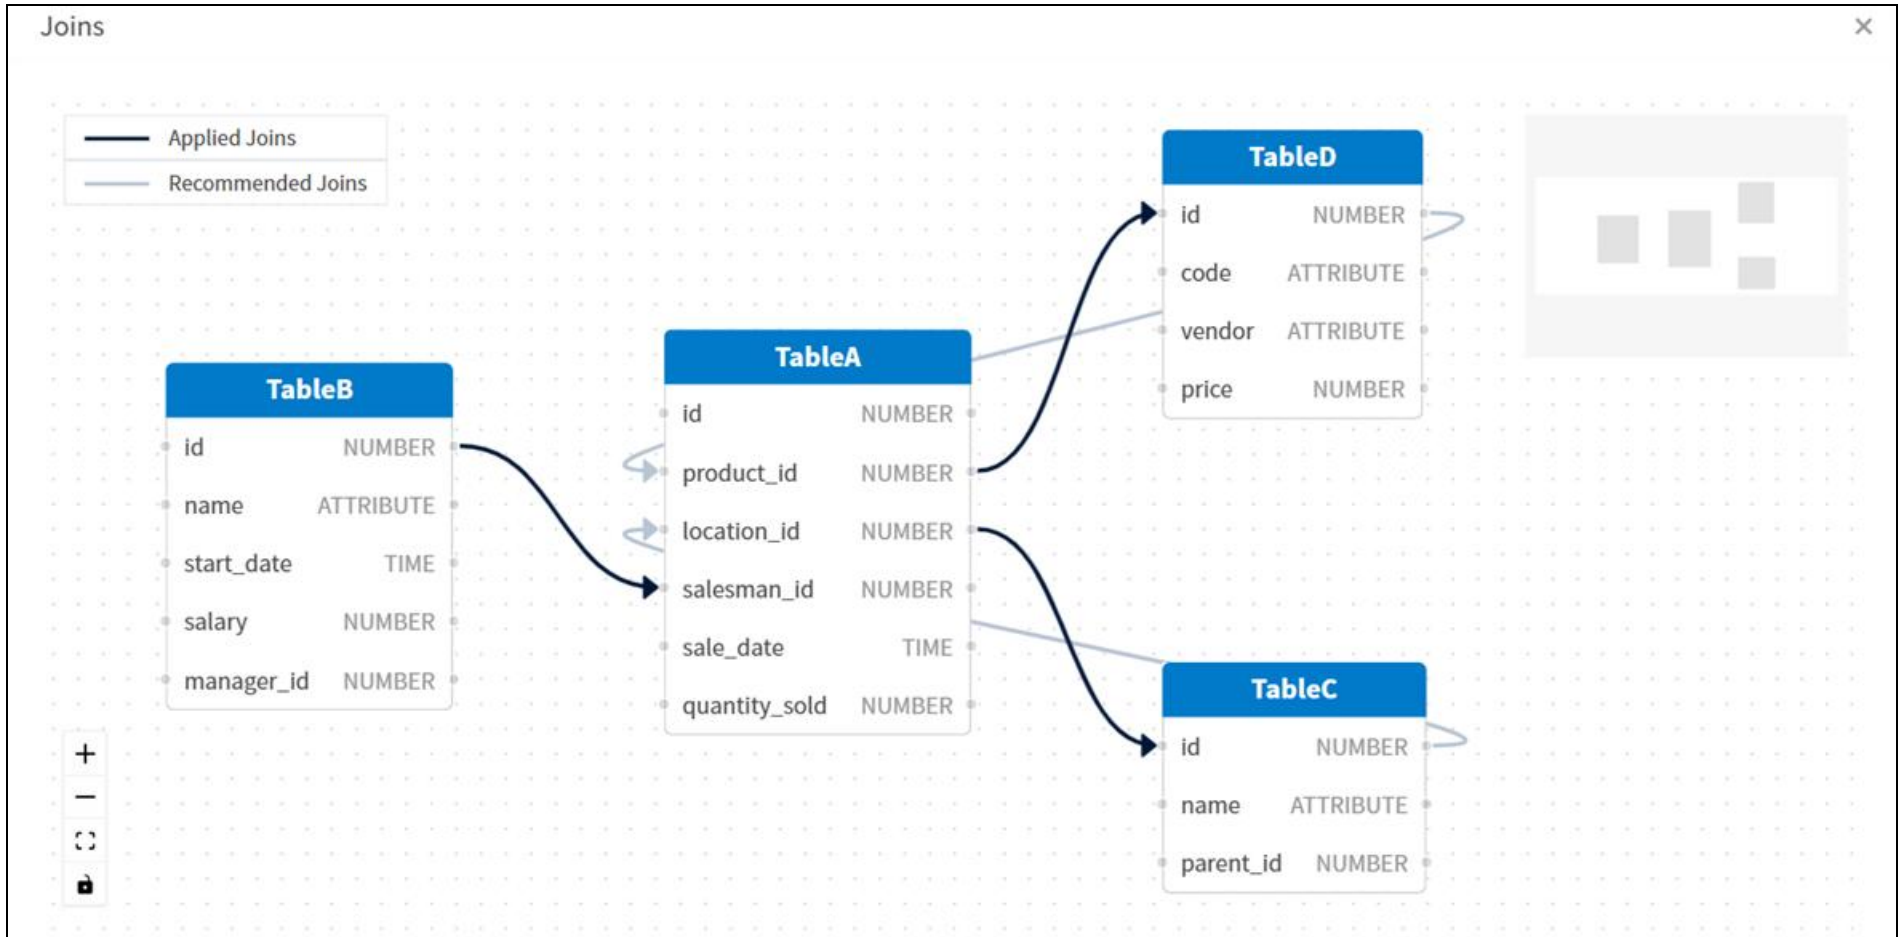 Joins
Applied Joins
Recommended Joins
TableD
id NUMBER
code ATTRIBUTE
vendor ATTRIBUTE
price NUMBER
TableA
id NUMBER
product_id NUMBER
location_id NUMBER
salesman_id NUMBER
sale_date TIME
quantity_sold NUMBER
TableB
id NUMBER
name ATTRIBUTE
start_date TIME
salary NUMBER
manager_id NUMBER
TableC
id NUMBER
name ATTRIBUTE
parent_id NUMBER